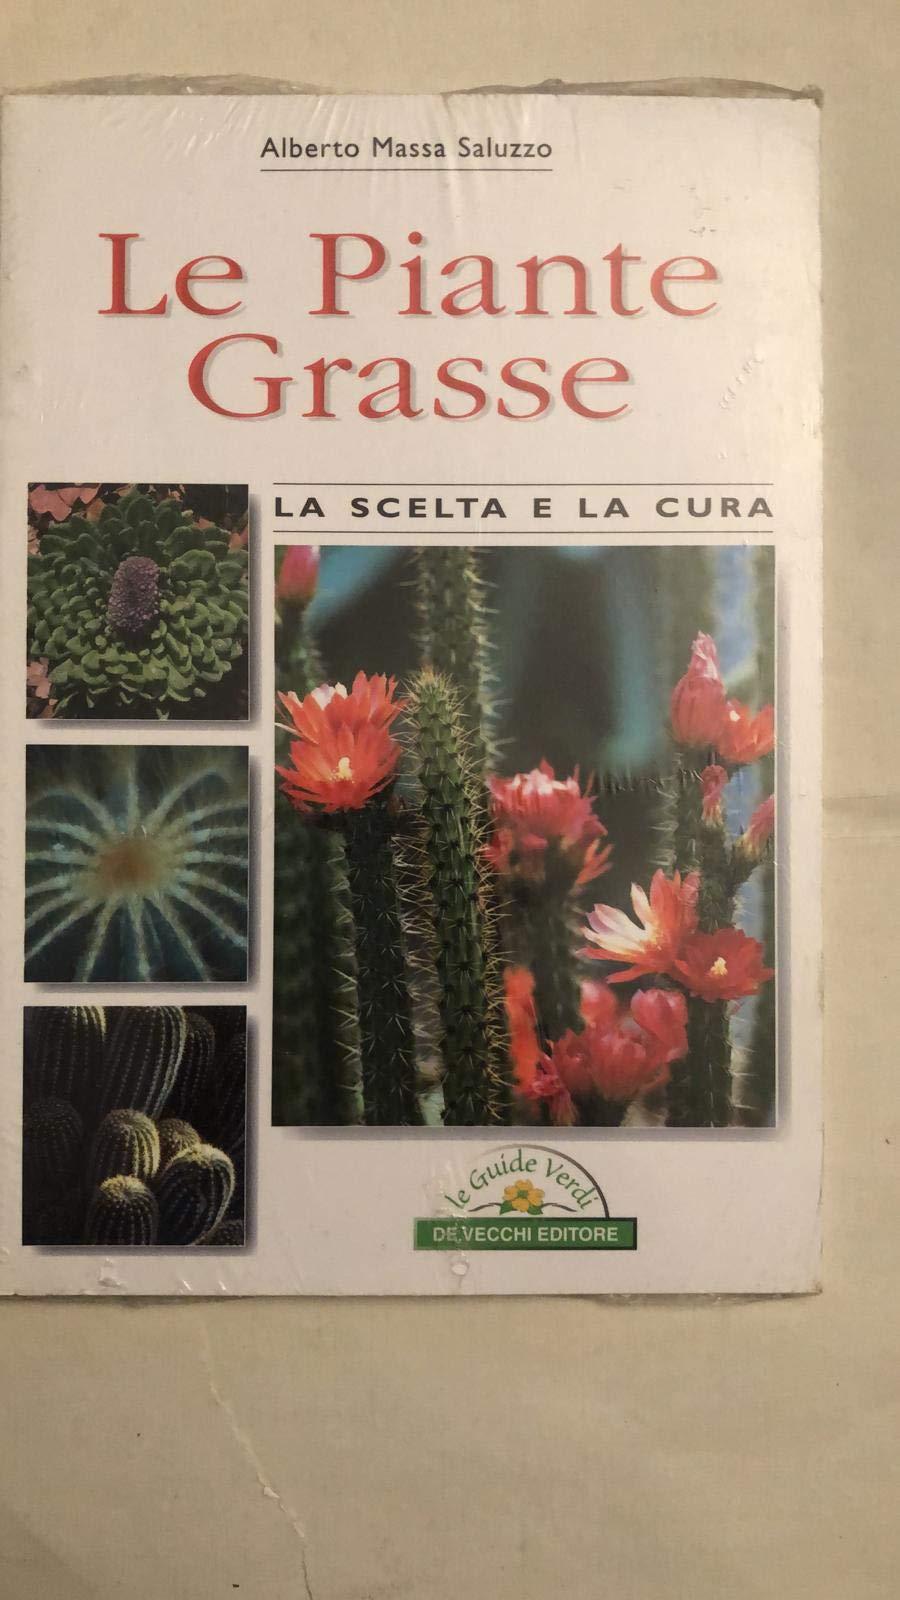 Alberto Massa Saluzzo
Le Piante
Grasse
LA SCELTA E LA CURA
le Guide Verdi
DE VECCHI EDITORE